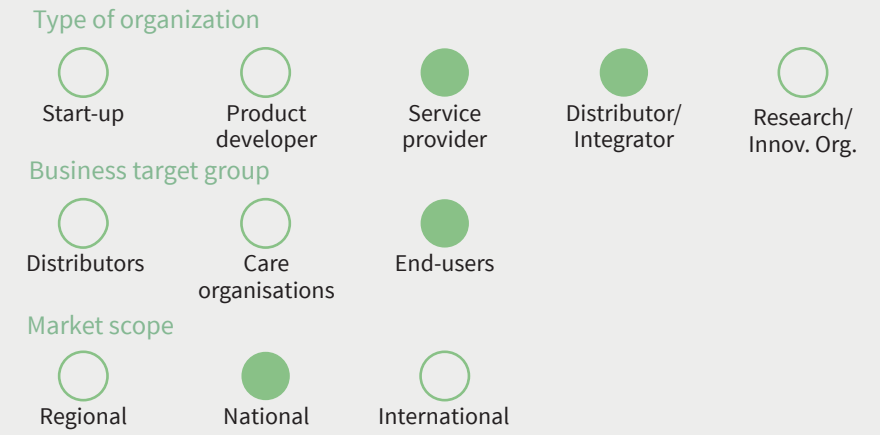 Type of organization
Start-up
Product
developer
Service
provider
Distributor/
Integrator
Research/
Innov. Org.
Business target group
Distributors
Care
organisations
End-users
Market scope
Regional
National
International